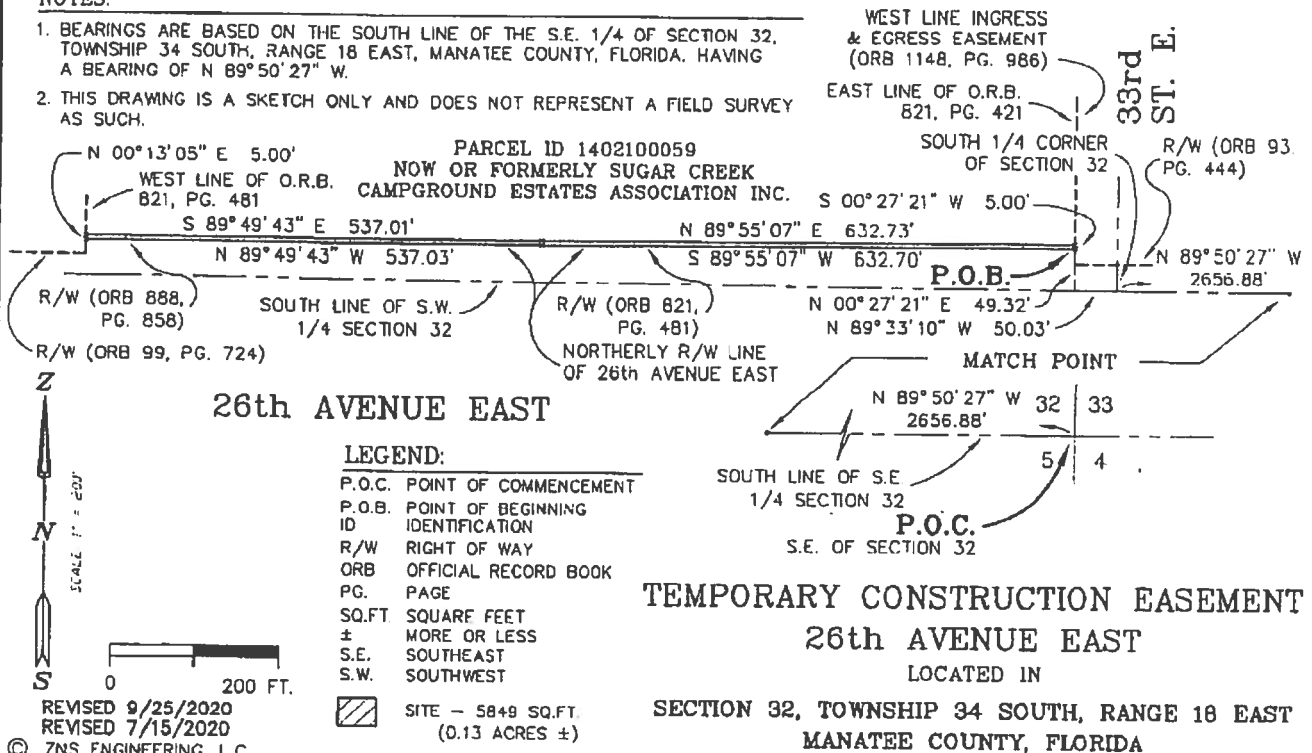 NOTES:
1. BEARINGS ARE BASED ON THE SOUTH LINE OF THE S.E. 1/4 OF SECTION 32,
TOWNSHIP 34 SOUTH, RANGE 18 EAST, MANATEE COUNTY, FLORIDA. HAVING
A BEARING OF N 89°50'27" W.
2. THIS DRAWING IS A SKETCH ONLY AND DOES NOT REPRESENT A FIELD SURVEY
AS SUCH.
WEST LINE INGRESS
& EGRESS EASEMENT
(ORB 1148, PG. 986)
EAST LINE OF O.R.B.
821, PG. 421
33rd
ST. E.
SOUTH 1/4 CORNER
OF SECTION 32
R/W (ORB 93
PG. 444)
N 00°13'05" E 5.00'
WEST LINE OF O.R.B.
821, PG. 481
PARCEL ID 1402100059
NOW OR FORMERLY SUGAR CREEK
CAMPGROUND ESTATES ASSOCIATION INC.
S 00°27'21" W 5.00'
S 89°49'43" E 537.01'
N 89°55'07" E 632.73'
N 89°49'43" W 537.03'
S 89°55'07" W 632.70'
P.O.B.
N 89°50'27" W
2656.88'
R/W (ORB 888,
PG. 858)
SOUTH LINE OF S.W.
1/4 SECTION 32
R/W (ORB 821,
PG. 481)
N 00°27'21" E 49.32'
N 89°33'10" W 50.03'
R/W (ORB 99, PG. 724)
NORTHERLY R/W LINE
OF 26th AVENUE EAST
MATCH POINT
26th AVENUE EAST
N 89°50'27" W
2656.88'
32
33
5
4
SOUTH LINE OF S.E.
1/4 SECTION 32
P.O.C.
S.E. OF SECTION 32
Z
N
S
SCALE 1" = 200'
0
200 FT.
LEGEND:
P.O.C. POINT OF COMMENCEMENT
P.O.B. POINT OF BEGINNING
ID IDENTIFICATION
R/W RIGHT OF WAY
ORB OFFICIAL RECORD BOOK
PG. PAGE
SQ.FT. SQUARE FEET
± MORE OR LESS
S.E. SOUTHEAST
S.W. SOUTHWEST
SITE - 5849 SQ.FT.
(0.13 ACRES ±)
TEMPORARY CONSTRUCTION EASEMENT
26th AVENUE EAST
LOCATED IN
SECTION 32, TOWNSHIP 34 SOUTH, RANGE 18 EAST
MANATEE COUNTY, FLORIDA
REVISED 9/25/2020
REVISED 7/15/2020
© ZNS ENGINEERING, L.C.